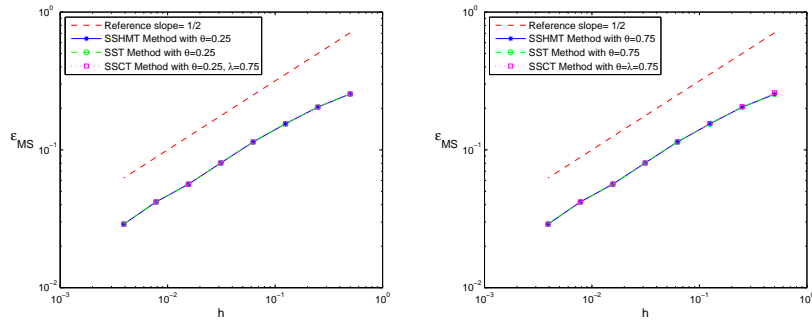 10^0
10^-1
10^-2
ε_MS
Reference slope= 1/2
SSHMT Method with θ=0.25
SST Method with θ=0.25
SSCT Method with θ=0.25, λ=0.75
10^-3
10^-2
10^-1
10^0
h
10^0
10^-1
10^-2
ε_MS
Reference slope= 1/2
SSHMT Method with θ=0.75
SST Method with θ=0.75
SSCT Method with θ=λ=0.75
10^-3
10^-2
10^-1
10^0
h